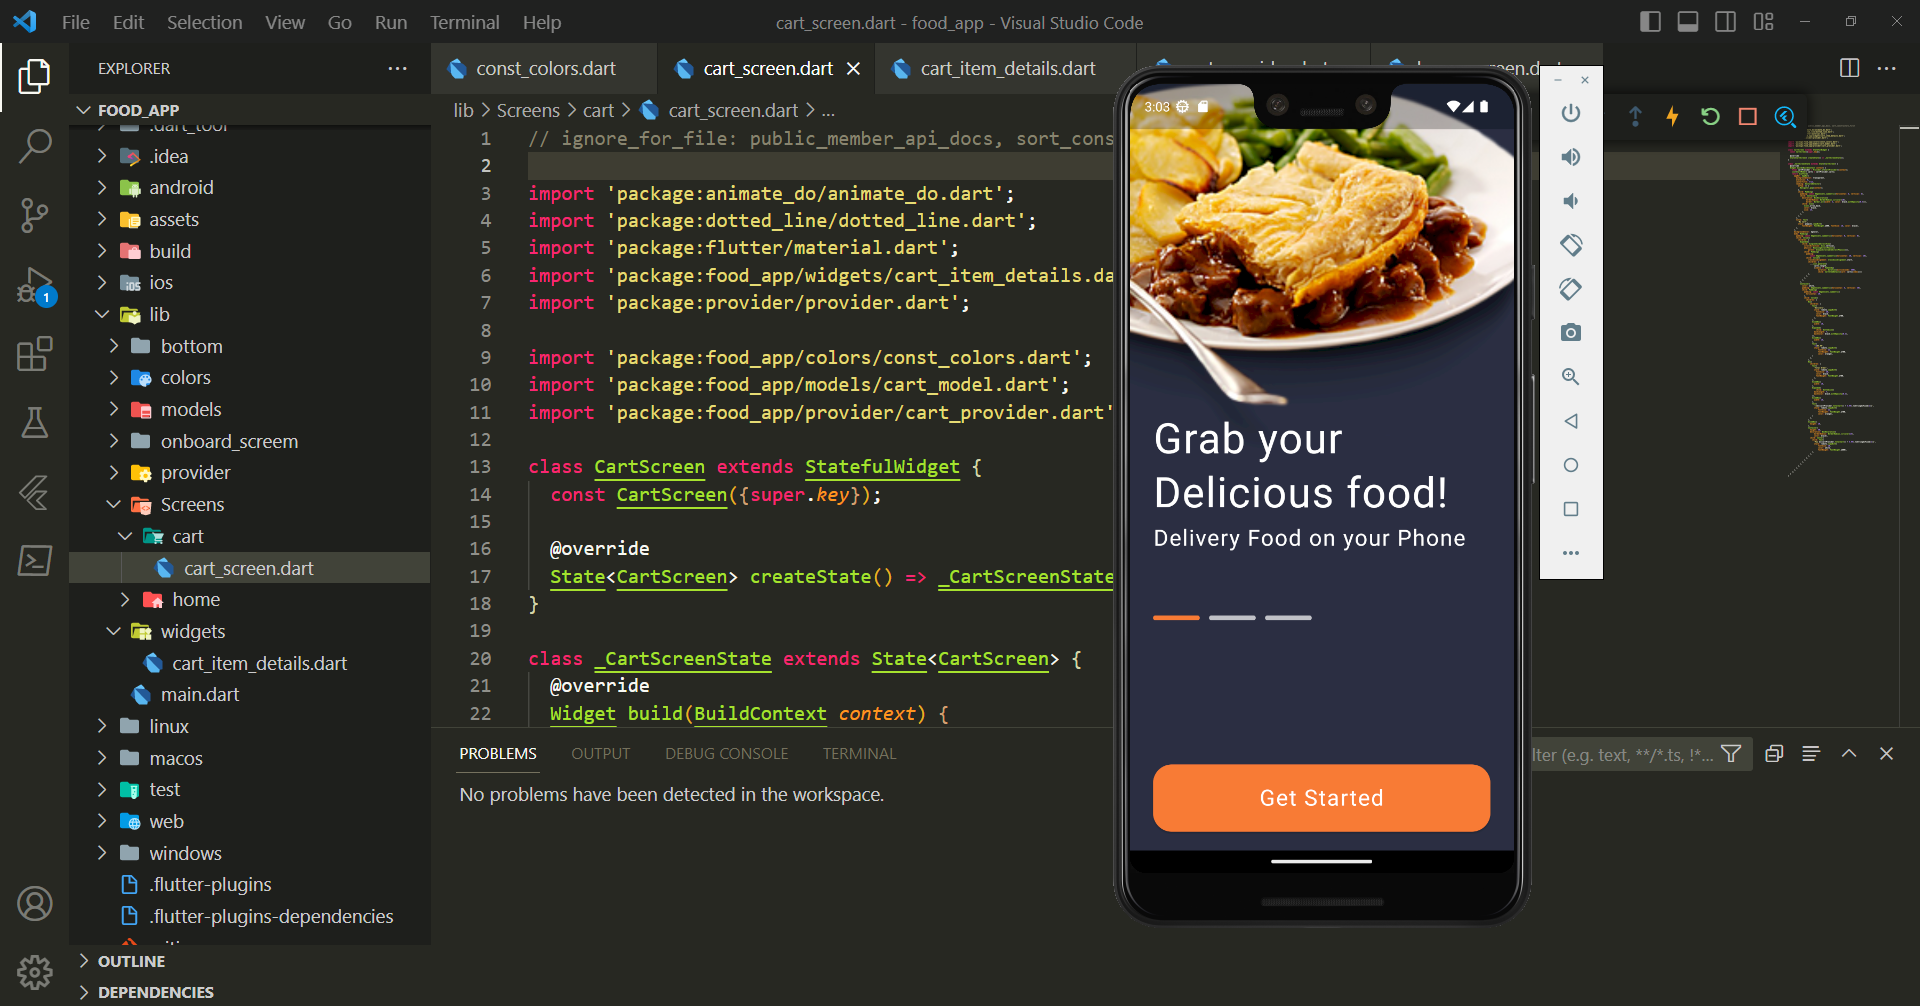 File Edit Selection View Go Run Terminal Help
cart_screen.dart - food_app - Visual Studio Code
EXPLORER
FOOD_APP
.dart_tool
.idea
android
assets
build
ios
lib
bottom
colors
models
onboard_screem
provider
Screens
cart
cart_screen.dart
home
widgets
cart_item_details.dart
main.dart
linux
macos
test
web
windows
.flutter-plugins
.flutter-plugins-dependencies
OUTLINE
DEPENDENCIES
1
const_colors.dart
cart_screen.dart
cart_item_details.dart
lib > Screens > cart > cart_screen.dart > ...
1 // ignore_for_file: public_member_api_docs, sort_cons
2
3 import 'package:animate_do/animate_do.dart';
4 import 'package:dotted_line/dotted_line.dart';
5 import 'package:flutter/material.dart';
6 import 'package:food_app/widgets/cart_item_details.da
7 import 'package:provider/provider.dart';
8
9 import 'package:food_app/colors/const_colors.dart';
10 import 'package:food_app/models/cart_model.dart';
11 import 'package:food_app/provider/cart_provider.dart'
12
13 class CartScreen extends StatefulWidget {
14 const CartScreen({super.key});
15
16 @override
17 State<CartScreen> createState() => _CartScreenState
18 }
19
20 class _CartScreenState extends State<CartScreen> {
21 @override
22 Widget build(BuildContext context) {
PROBLEMS OUTPUT DEBUG CONSOLE TERMINAL
lter (e.g. text, **/*.ts, !*...
No problems have been detected in the workspace.
3:03
Grab your
Delicious food!
Delivery Food on your Phone
Get Started